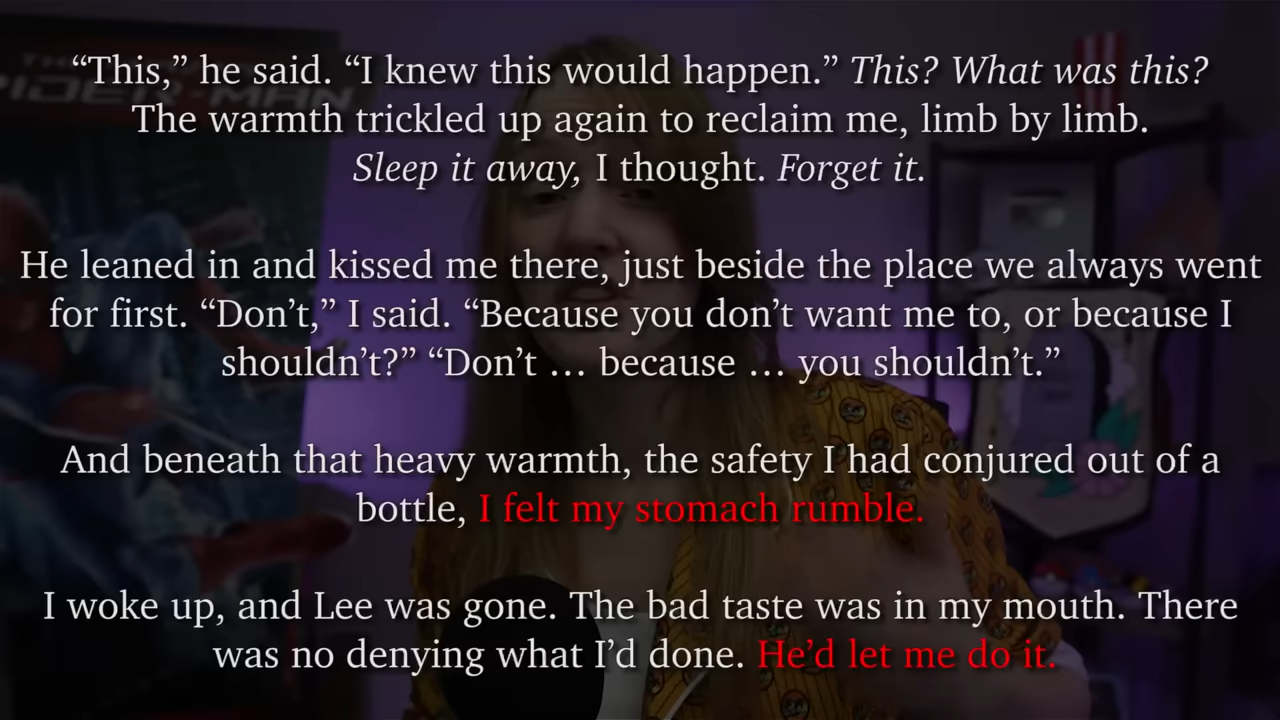 THE AMAZING
SPIDER-MAN
“This,” he said. “I knew this would happen.” This? What was this?
The warmth trickled up again to reclaim me, limb by limb.
Sleep it away, I thought. Forget it.
He leaned in and kissed me there, just beside the place we always went
for first. “Don’t,” I said. “Because you don’t want me to, or because I
shouldn’t?” “Don’t … because … you shouldn’t.”
And beneath that heavy warmth, the safety I had conjured out of a
bottle, I felt my stomach rumble.
I woke up, and Lee was gone. The bad taste was in my mouth. There
was no denying what I’d done. He’d let me do it.